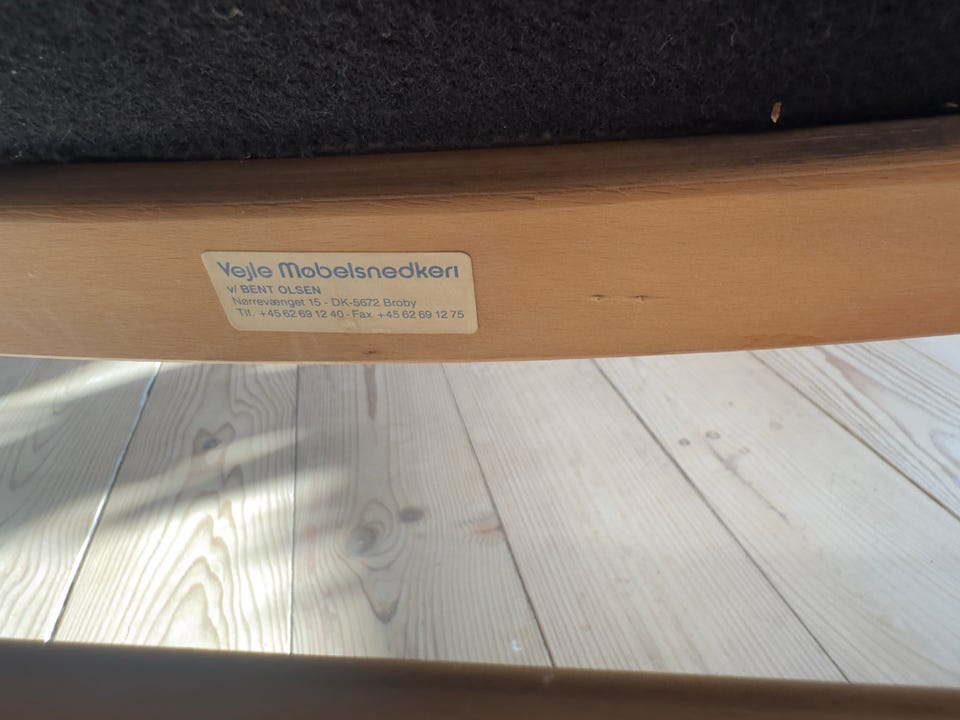 Vejle Møbelsnedkeri
v/ BENT OLSEN
Nørrevænget 15 - DK-5672 Broby
Tlf. +45 62 69 12 40 - Fax +45 62 69 12 75